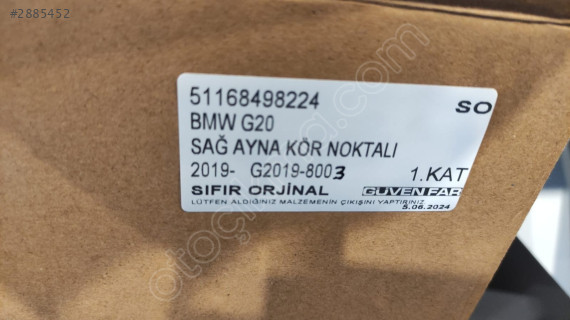 #2885452
51168498224 SO
BMW G20
SAĞ AYNA KÖR NOKTALI
2019- G2019-8003 1.KAT
SIFIR ORJİNAL GÜVEN FAR
LÜTFEN ALDIĞINIZ MALZEMENİN ÇIKIŞINI YAPTIRINIZ
5.06.2024